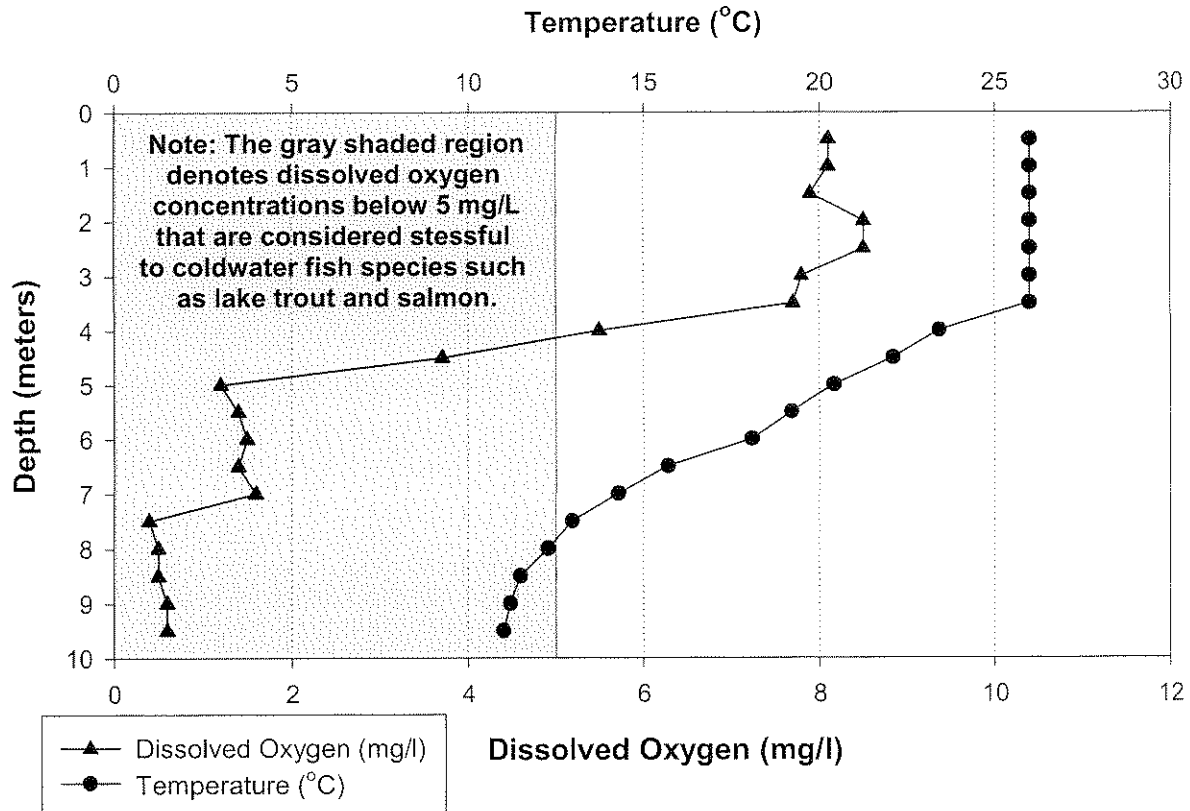 Temperature (°C)
0 5 10 15 20 25 30
0
1
2
3
4
5
6
7
8
9
10
Depth (meters)
Note: The gray shaded region
denotes dissolved oxygen
concentrations below 5 mg/L
that are considered stessful
to coldwater fish species such
as lake trout and salmon.
0 2 4 6 8 10 12
Dissolved Oxygen (mg/l)
Dissolved Oxygen (mg/l)
Temperature (°C)